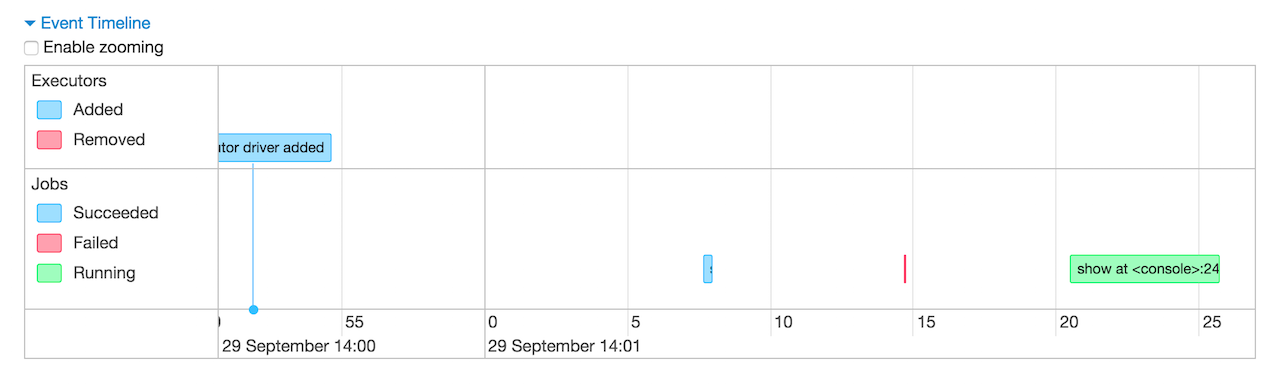 Event Timeline
Enable zooming
Executors
Added
Removed
driver added
Jobs
Succeeded
Failed
Running
show at <console>:24
55
0
5
10
15
20
25
29 September 14:00
29 September 14:01